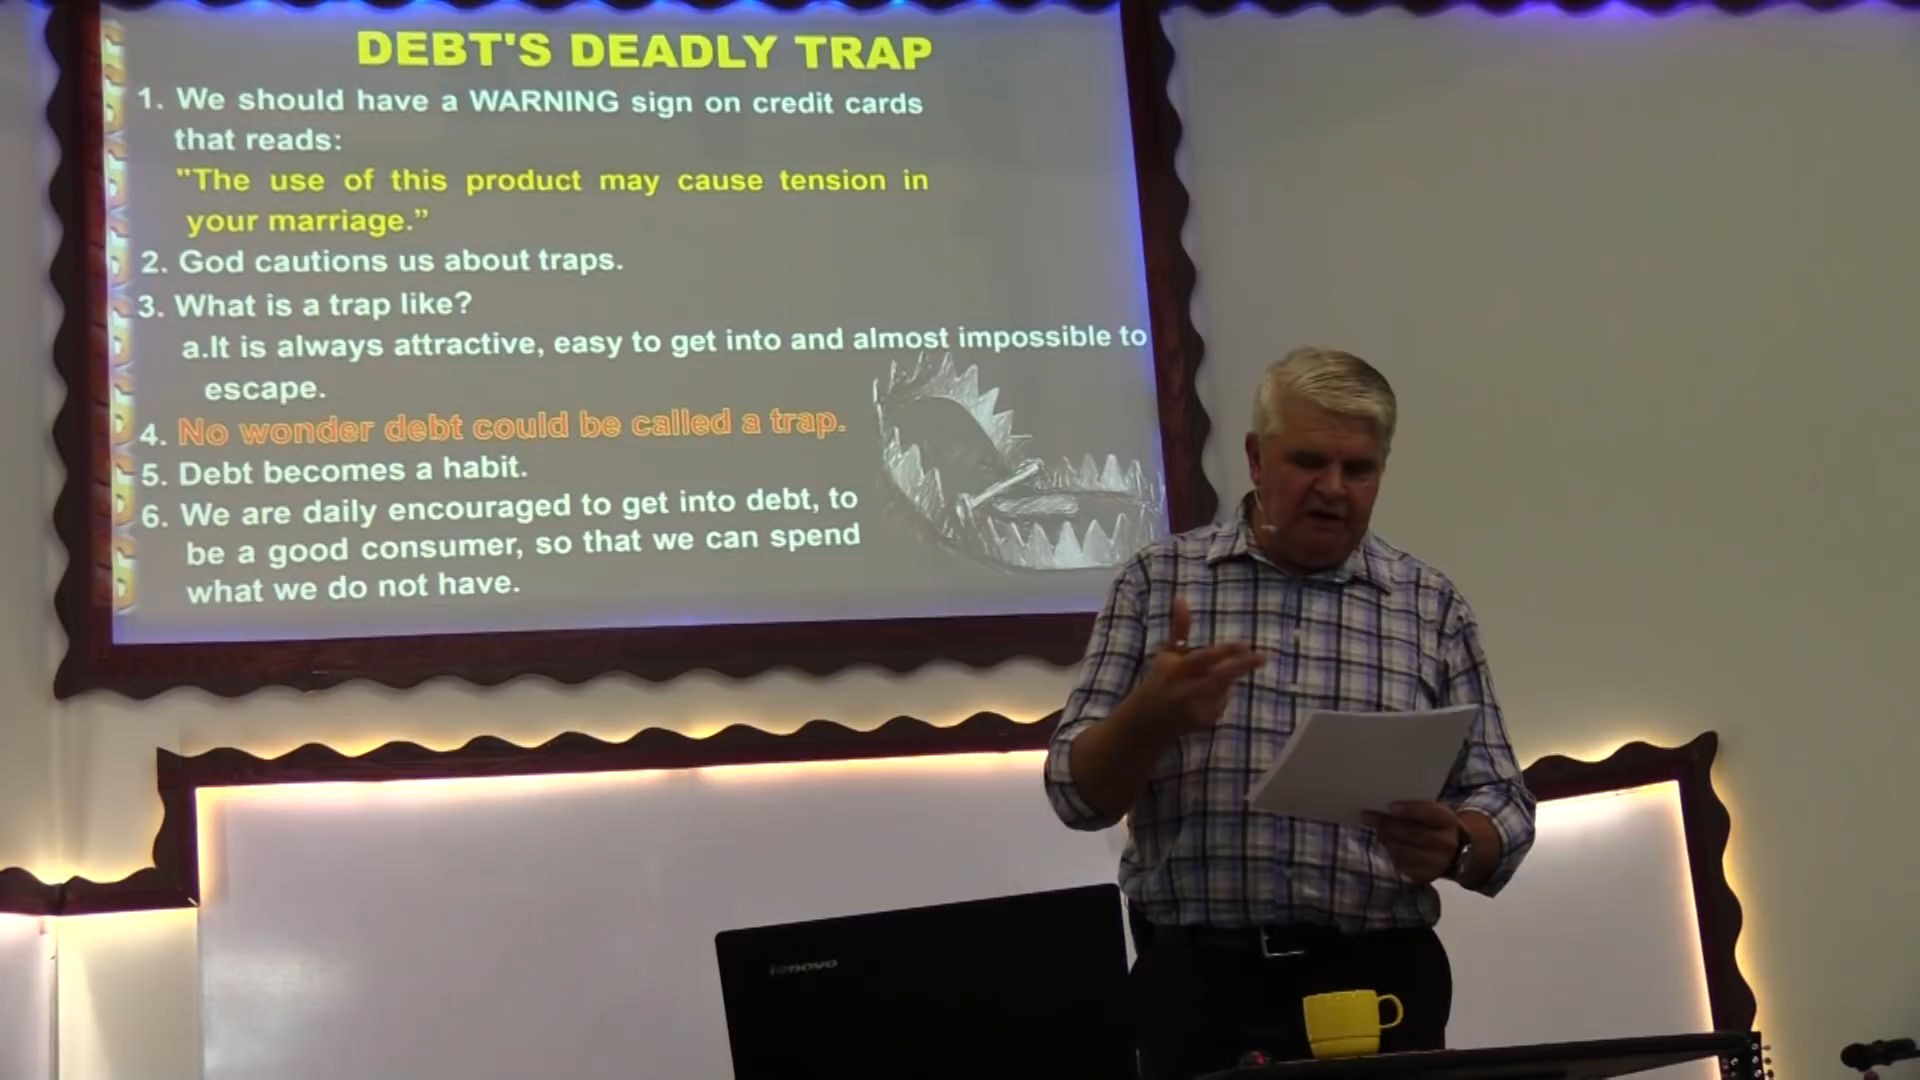 DEBT'S DEADLY TRAP
1. We should have a WARNING sign on credit cards
that reads:
"The use of this product may cause tension in
your marriage.”
2. God cautions us about traps.
3. What is a trap like?
a.It is always attractive, easy to get into and almost impossible to
escape.
4. No wonder debt could be called a trap.
5. Debt becomes a habit.
6. We are daily encouraged to get into debt, to
be a good consumer, so that we can spend
what we do not have.
lenovo